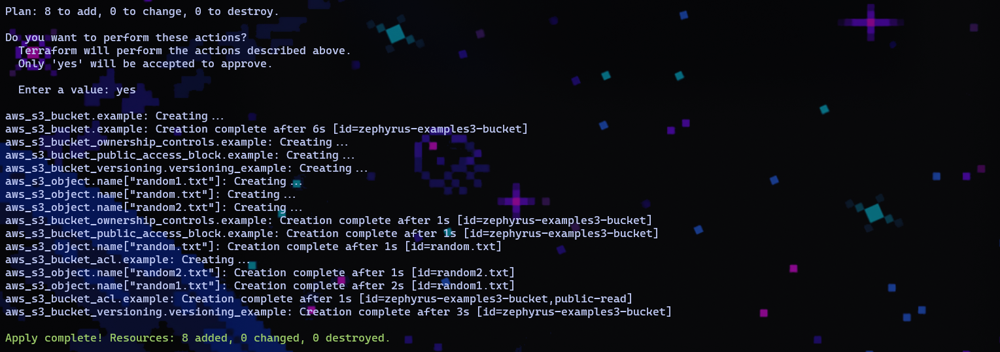 Plan: 8 to add, 0 to change, 0 to destroy.
Do you want to perform these actions?
Terraform will perform the actions described above.
Only 'yes' will be accepted to approve.
Enter a value: yes
aws_s3_bucket.example: Creating...
aws_s3_bucket.example: Creation complete after 6s [id=zephyrus-examples3-bucket]
aws_s3_bucket_ownership_controls.example: Creating...
aws_s3_bucket_public_access_block.example: Creating...
aws_s3_bucket_versioning.versioning_example: Creating...
aws_s3_object.name["random1.txt"]: Creating...
aws_s3_object.name["random.txt"]: Creating...
aws_s3_object.name["random2.txt"]: Creating...
aws_s3_bucket_ownership_controls.example: Creation complete after 1s [id=zephyrus-examples3-bucket]
aws_s3_bucket_public_access_block.example: Creation complete after 1s [id=zephyrus-examples3-bucket]
aws_s3_object.name["random.txt"]: Creation complete after 1s [id=random.txt]
aws_s3_bucket_acl.example: Creating...
aws_s3_object.name["random2.txt"]: Creation complete after 1s [id=random2.txt]
aws_s3_object.name["random1.txt"]: Creation complete after 2s [id=random1.txt]
aws_s3_bucket_acl.example: Creation complete after 1s [id=zephyrus-examples3-bucket,public-read]
aws_s3_bucket_versioning.versioning_example: Creation complete after 3s [id=zephyrus-examples3-bucket]
Apply complete! Resources: 8 added, 0 changed, 0 destroyed.